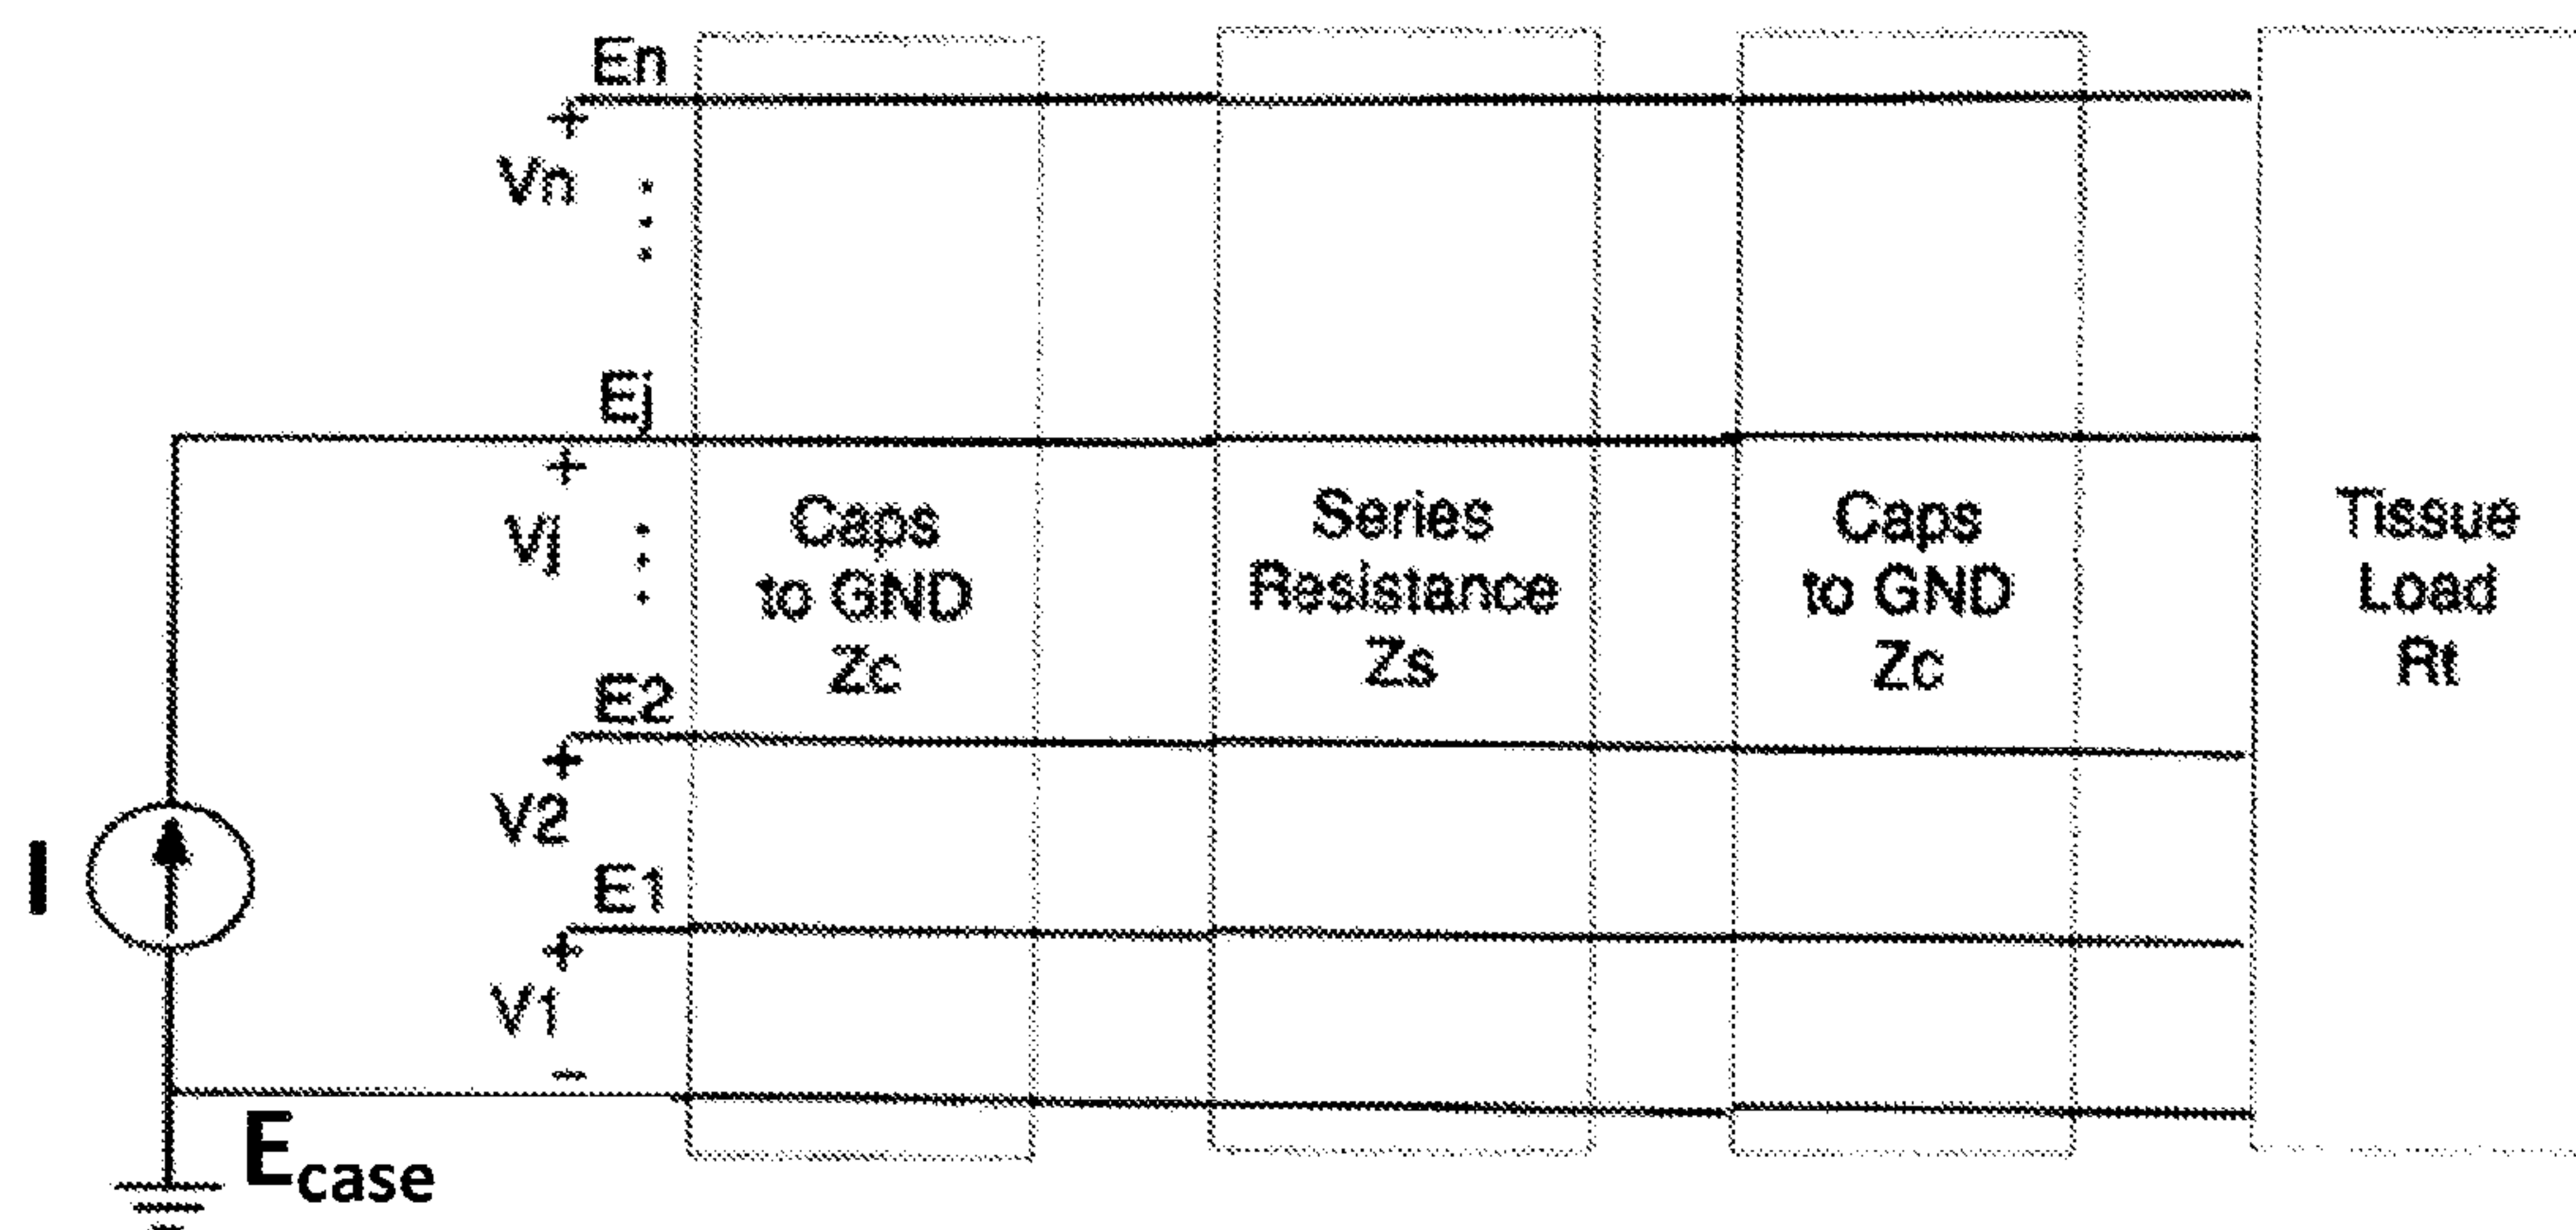 En
+
Vn
Ej
+
Vj
Caps
to GND
Zc
Series
Resistance
Zs
Caps
to GND
Zc
Tissue
Load
Rt
E2
+
V2
I
E1
+
V1
-
Ecase